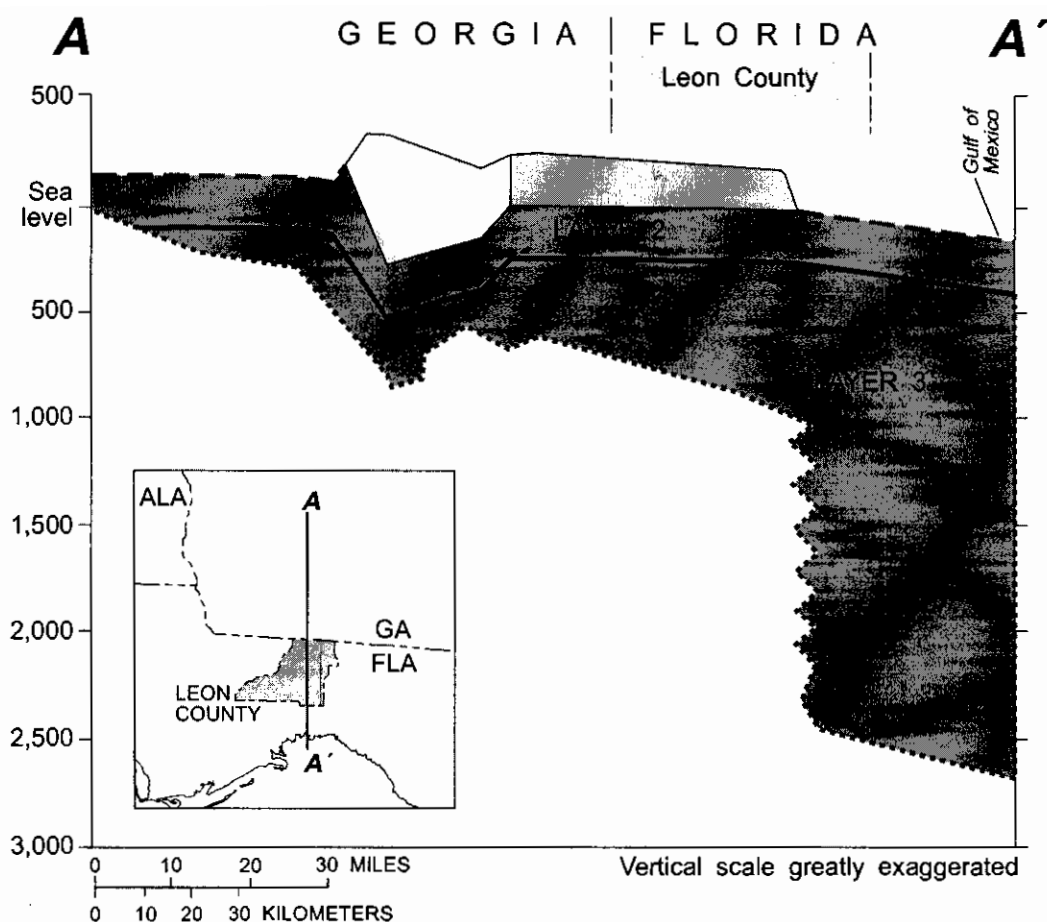 A
GEORGIA
FLORIDA
A´
Leon County
500
Sea
level
500
1,000
1,500
2,000
2,500
3,000
Gulf of
Mexico
2
LAYER 3
ALA
A
GA
FLA
LEON
COUNTY
A´
0 10 20 30 MILES
0 10 20 30 KILOMETERS
Vertical scale greatly exaggerated